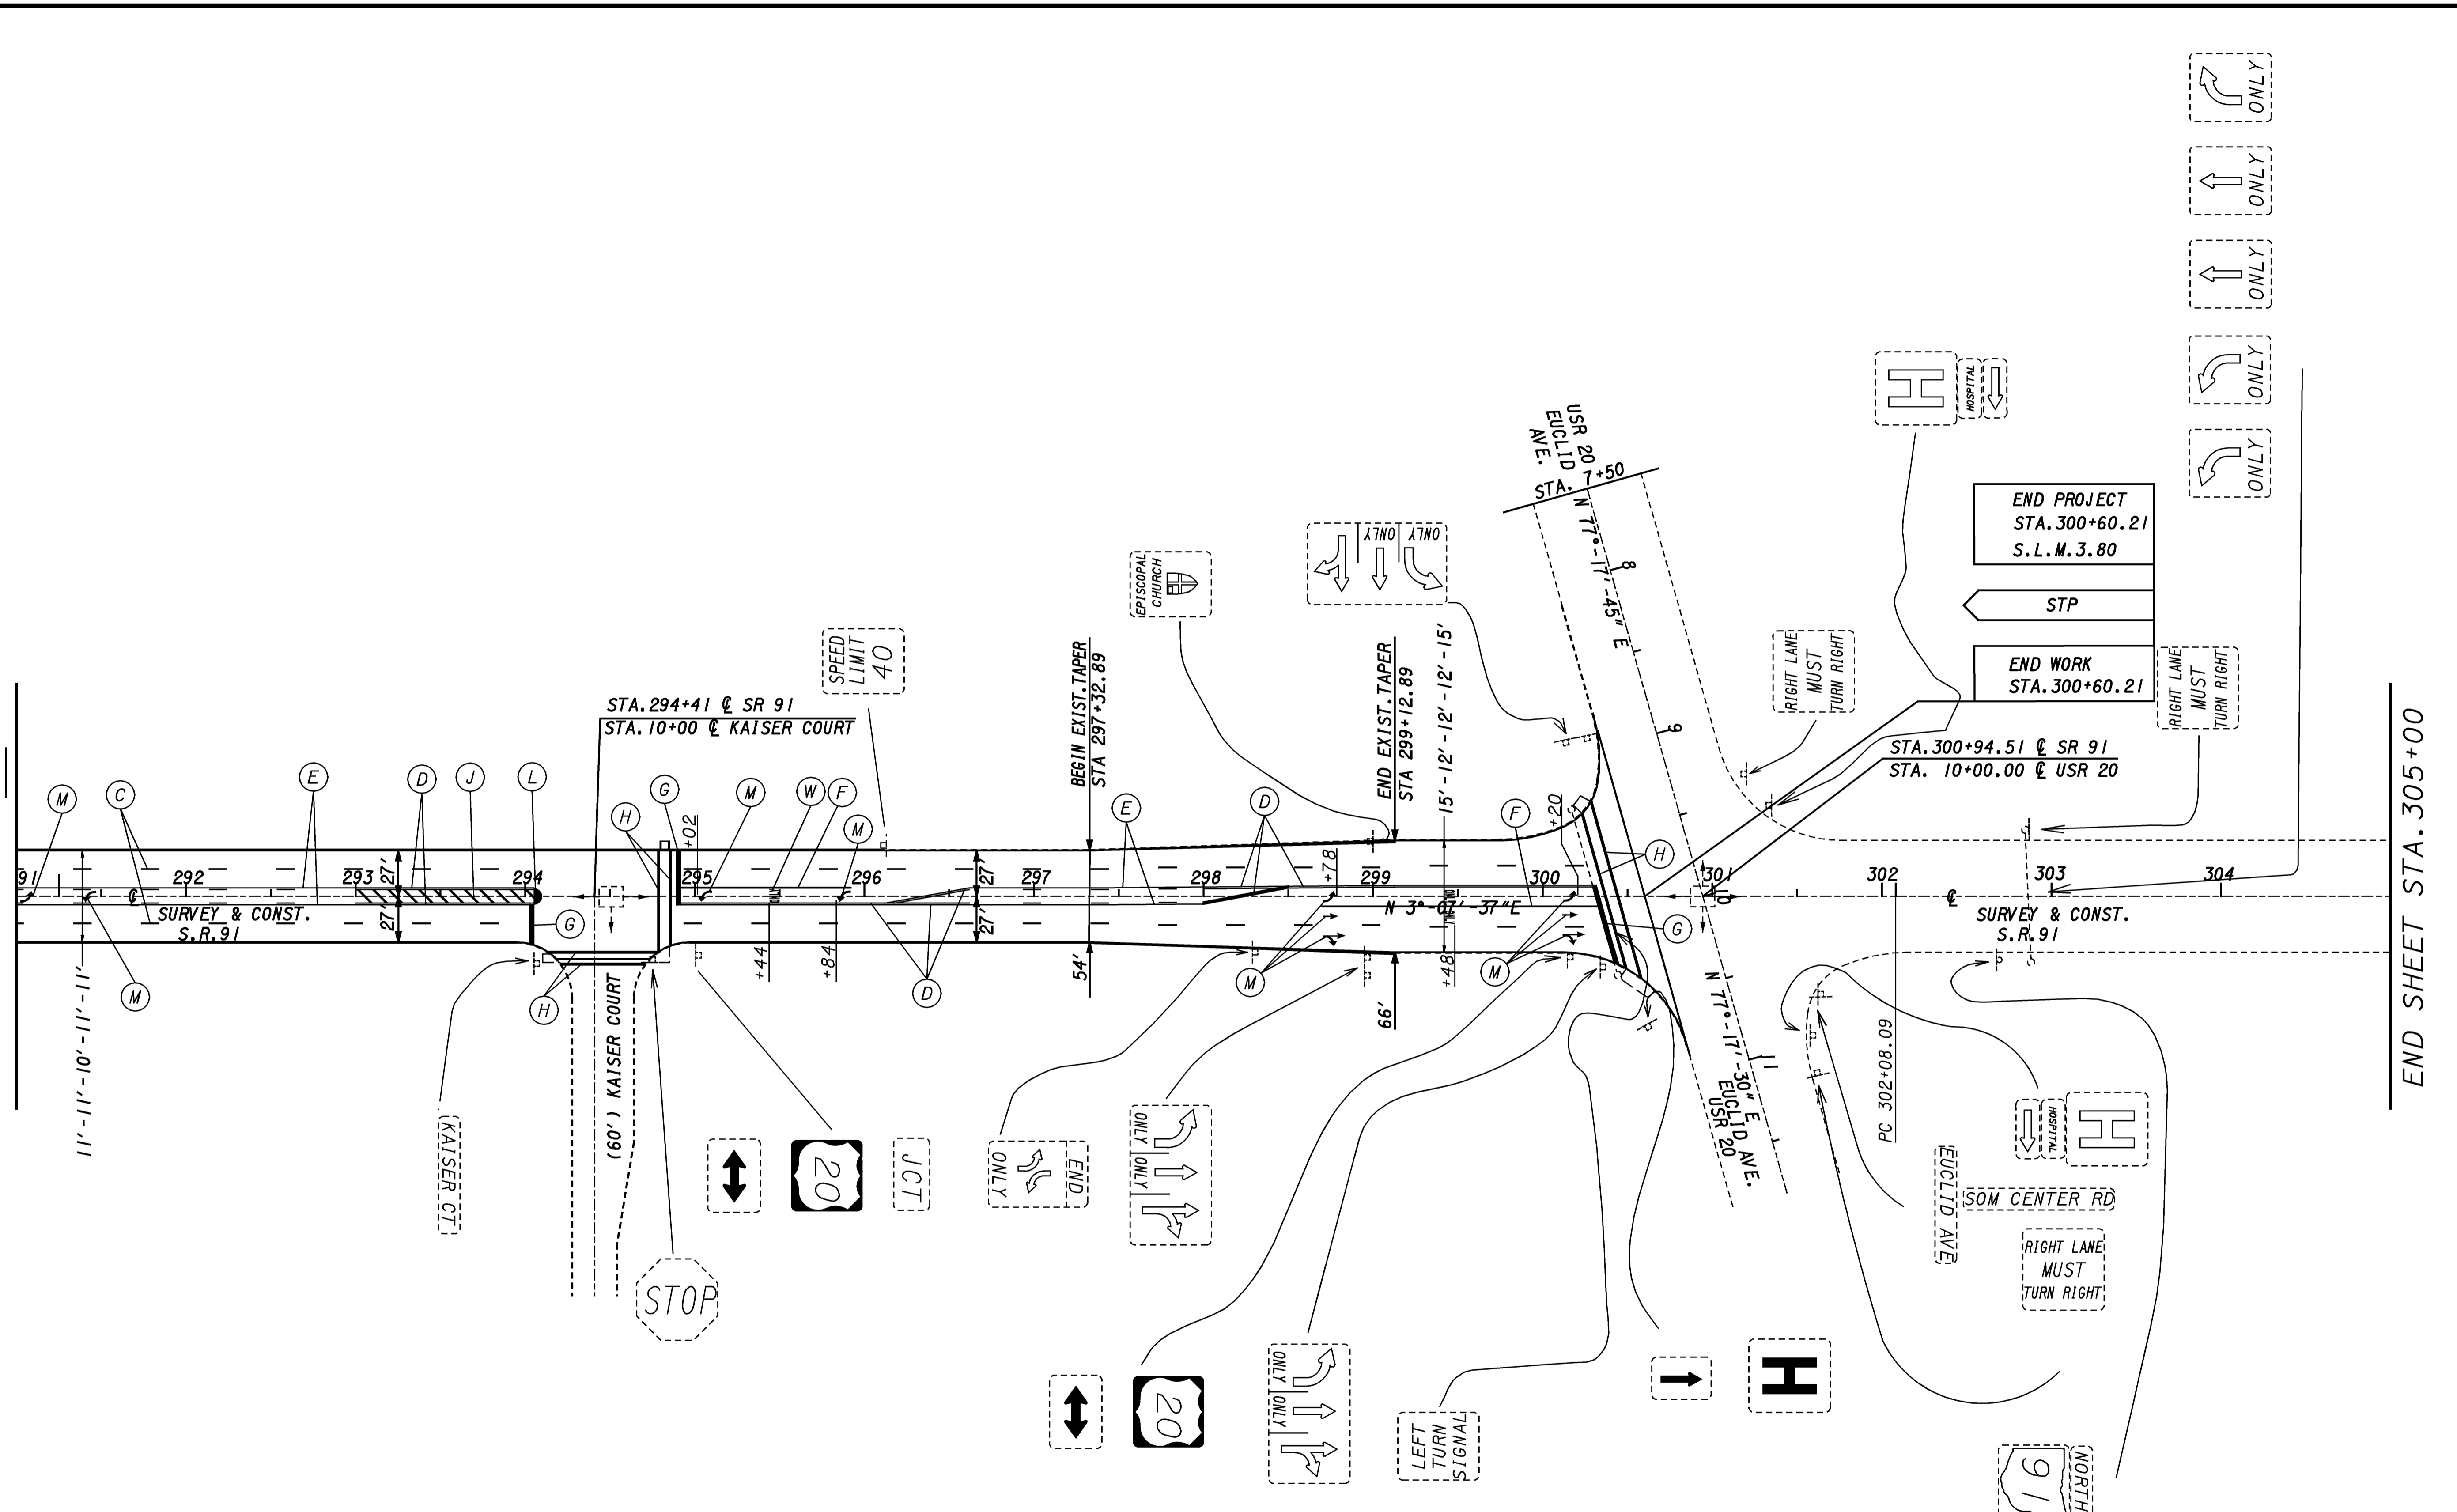 ONLY
ONLY
ONLY
ONLY
ONLY
H
HOSPITAL
END PROJECT
STA.300+60.21
S.L.M.3.80
STP
END WORK
STA.300+60.21
USR 20
EUCLID
AVE.
STA. 7+50
N 77°-17'-45" E
8
9
10
11
ONLY
ONLY
EPISCOPAL
CHURCH
SPEED
LIMIT
40
RIGHT LANE
MUST
TURN RIGHT
RIGHT LANE
MUST
TURN RIGHT
STA.294+41 ℄ SR 91
STA.10+00 ℄ KAISER COURT
BEGIN EXIST.TAPER
STA 297+32.89
END EXIST.TAPER
STA 299+12.89
15'-12'-12'-12'-15'
STA.300+94.51 ℄ SR 91
STA. 10+00.00 ℄ USR 20
END SHEET STA.305+00
M
C
E
D
J
L
H
G
+02
M
W
F
M
E
D
F
+20
H
91
292
293
294
295
296
297
298
299
300
301
302
303
304
27'
27'
27'
27'
+78
℄
SURVEY & CONST.
S.R.91
N 3°-07'-37"E
℄
SURVEY & CONST.
S.R.91
G
G
M
H
+44
+84
D
54'
M
66'
+48
M
11'-11'-10'-11'-11'
(60') KAISER COURT
N 77°-17'-30" E
EUCLID AVE.
USR 20
PC 302+08.09
KAISER CT
STOP
20
JCT
END
ONLY
ONLY
ONLY
H
HOSPITAL
EUCLID AVE
SOM CENTER RD
RIGHT LANE
MUST
TURN RIGHT
20
ONLY
ONLY
LEFT
TURN
SIGNAL
H
NORTH
91